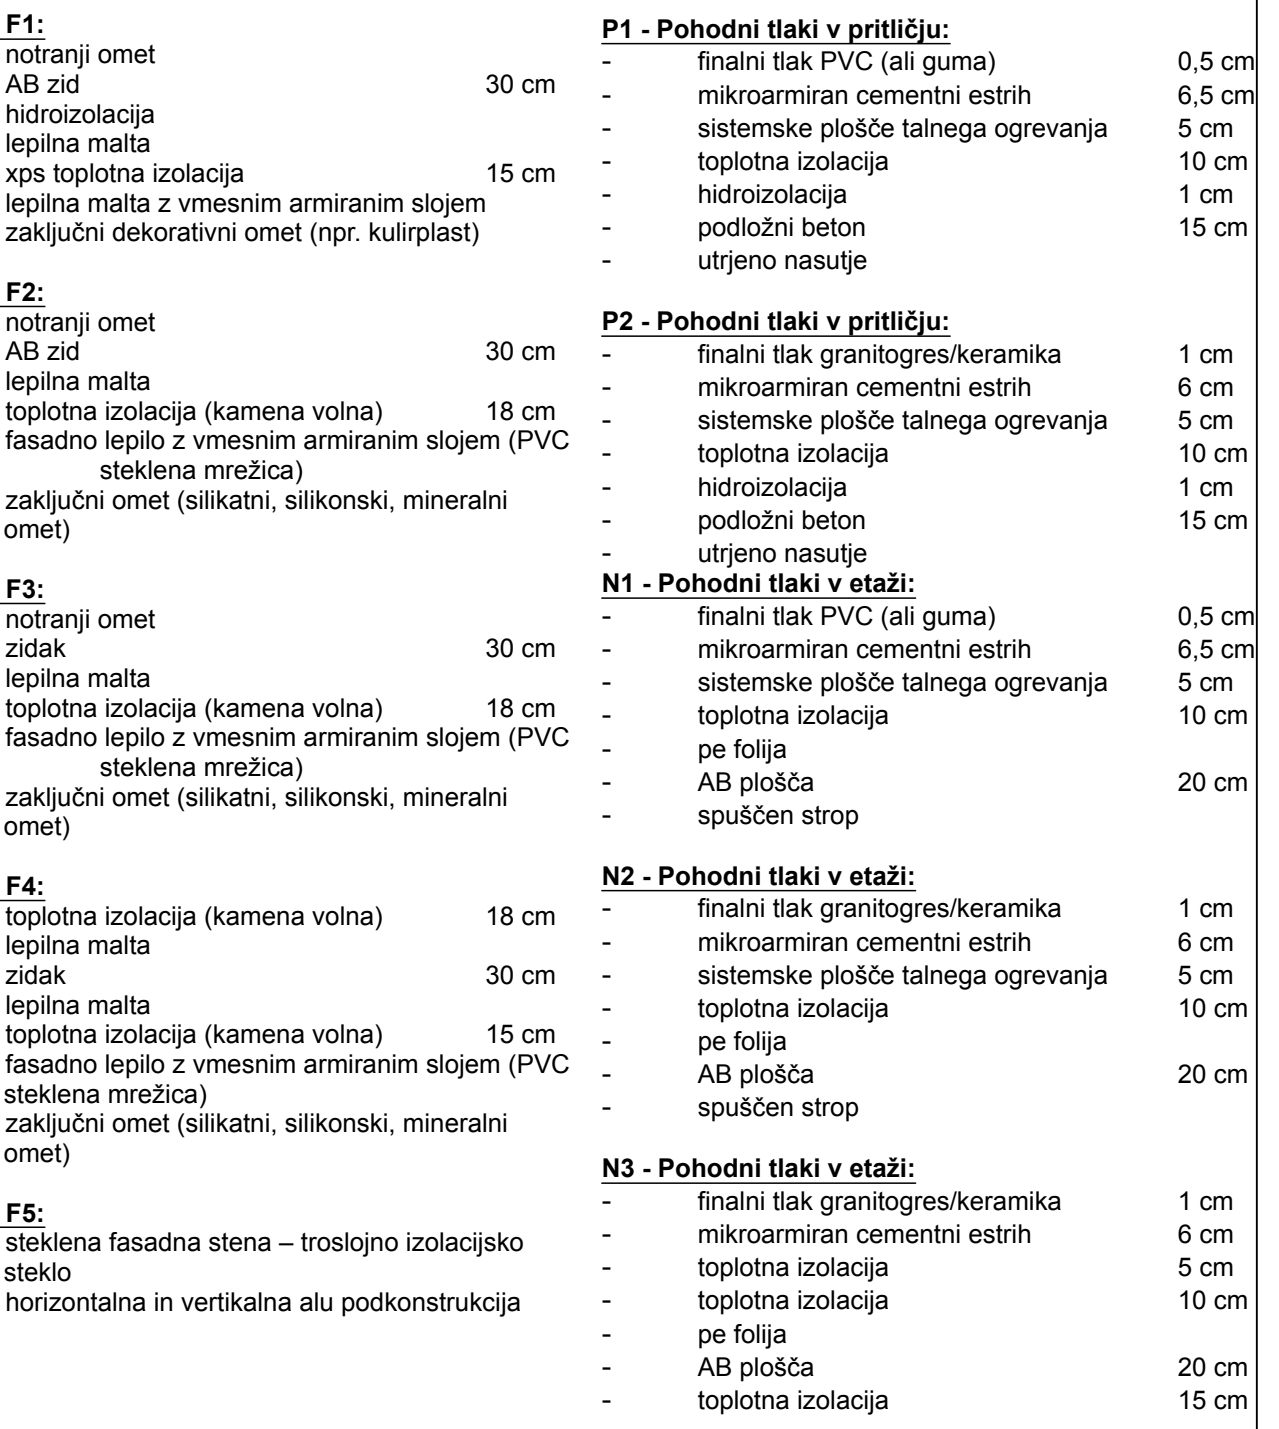 F1:
notranji omet
AB zid 30 cm
hidroizolacija
lepilna malta
xps toplotna izolacija 15 cm
lepilna malta z vmesnim armiranim slojem
zaključni dekorativni omet (npr. kulirplast)
F2:
notranji omet
AB zid 30 cm
lepilna malta
toplotna izolacija (kamena volna) 18 cm
fasadno lepilo z vmesnim armiranim slojem (PVC
steklena mrežica)
zaključni omet (silikatni, silikonski, mineralni
omet)
F3:
notranji omet
zidak 30 cm
lepilna malta
toplotna izolacija (kamena volna) 18 cm
fasadno lepilo z vmesnim armiranim slojem (PVC
steklena mrežica)
zaključni omet (silikatni, silikonski, mineralni
omet)
F4:
toplotna izolacija (kamena volna) 18 cm
lepilna malta
zidak 30 cm
lepilna malta
toplotna izolacija (kamena volna) 15 cm
fasadno lepilo z vmesnim armiranim slojem (PVC
steklena mrežica)
zaključni omet (silikatni, silikonski, mineralni
omet)
F5:
steklena fasadna stena – troslojno izolacijsko
steklo
horizontalna in vertikalna alu podkonstrukcija
P1 - Pohodni tlaki v pritličju:
- finalni tlak PVC (ali guma) 0,5 cm
- mikroarmiran cementni estrih 6,5 cm
- sistemske plošče talnega ogrevanja 5 cm
- toplotna izolacija 10 cm
- hidroizolacija 1 cm
- podložni beton 15 cm
- utrjeno nasutje
P2 - Pohodni tlaki v pritličju:
- finalni tlak granitogres/keramika 1 cm
- mikroarmiran cementni estrih 6 cm
- sistemske plošče talnega ogrevanja 5 cm
- toplotna izolacija 10 cm
- hidroizolacija 1 cm
- podložni beton 15 cm
- utrjeno nasutje
N1 - Pohodni tlaki v etaži:
- finalni tlak PVC (ali guma) 0,5 cm
- mikroarmiran cementni estrih 6,5 cm
- sistemske plošče talnega ogrevanja 5 cm
- toplotna izolacija 10 cm
- pe folija
- AB plošča 20 cm
- spuščen strop
N2 - Pohodni tlaki v etaži:
- finalni tlak granitogres/keramika 1 cm
- mikroarmiran cementni estrih 6 cm
- sistemske plošče talnega ogrevanja 5 cm
- toplotna izolacija 10 cm
- pe folija
- AB plošča 20 cm
- spuščen strop
N3 - Pohodni tlaki v etaži:
- finalni tlak granitogres/keramika 1 cm
- mikroarmiran cementni estrih 6 cm
- toplotna izolacija 5 cm
- toplotna izolacija 10 cm
- pe folija
- AB plošča 20 cm
- toplotna izolacija 15 cm